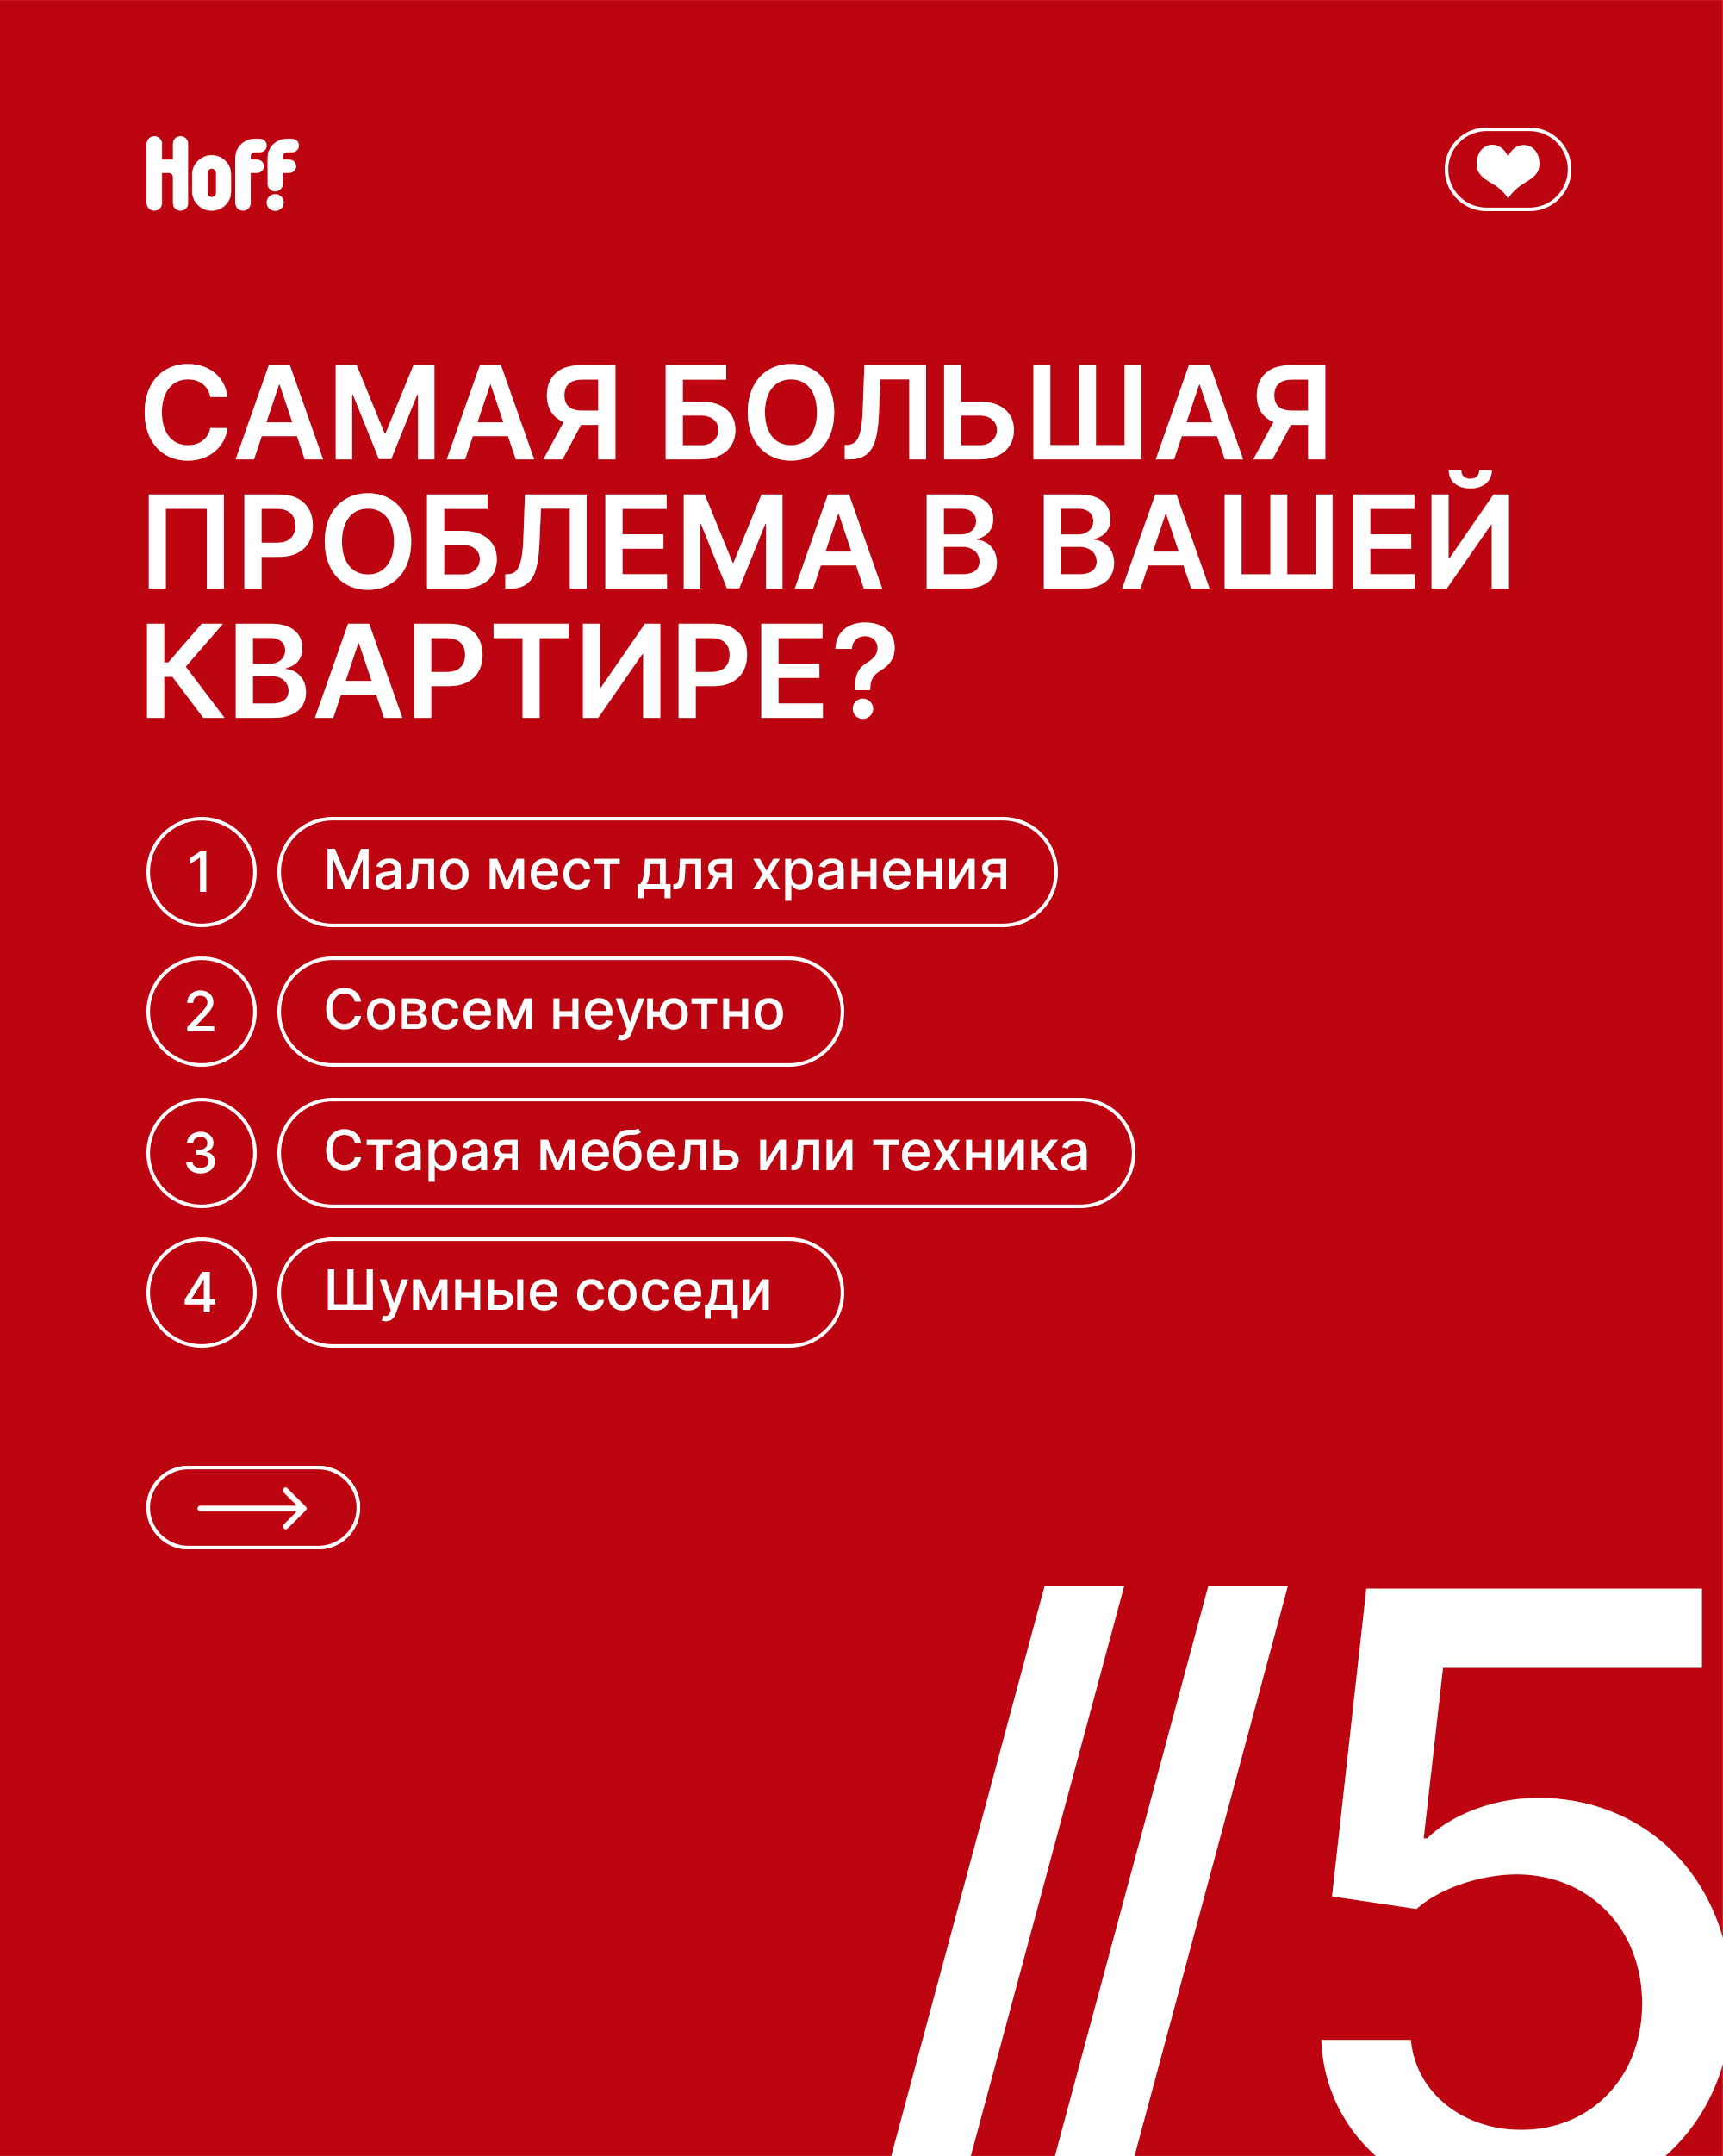 Hoff
САМАЯ БОЛЬШАЯ
ПРОБЛЕМА В ВАШЕЙ
КВАРТИРЕ?
1 Мало мест для хранения
2 Совсем неуютно
3 Старая мебель или техника
4 Шумные соседи
//5